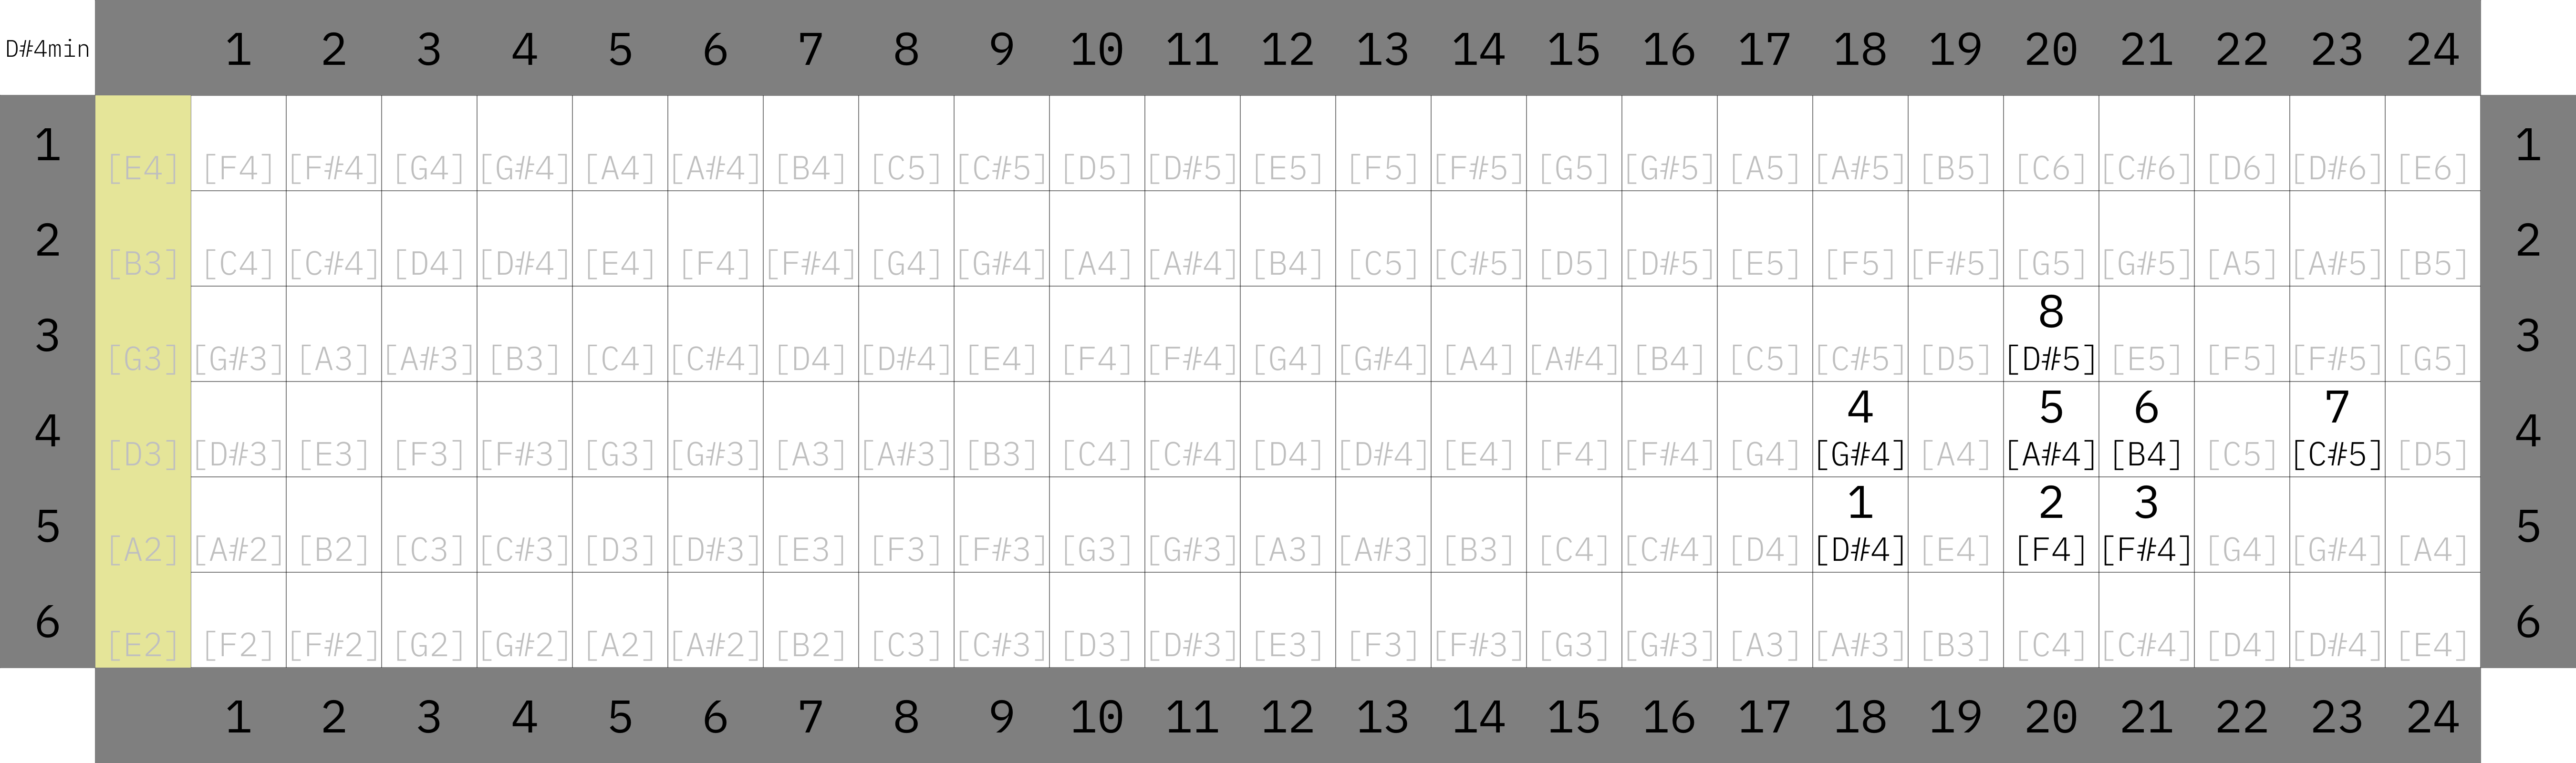 D#4min 1 2 3 4 5 6 7 8 9 10 11 12 13 14 15 16 17 18 19 20 21 22 23 24
1 [E4] [F4] [F#4] [G4] [G#4] [A4] [A#4] [B4] [C5] [C#5] [D5] [D#5] [E5] [F5] [F#5] [G5] [G#5] [A5] [A#5] [B5] [C6] [C#6] [D6] [D#6] [E6] 1
2 [B3] [C4] [C#4] [D4] [D#4] [E4] [F4] [F#4] [G4] [G#4] [A4] [A#4] [B4] [C5] [C#5] [D5] [D#5] [E5] [F5] [F#5] [G5] [G#5] [A5] [A#5] [B5] 2
8
3 [G3] [G#3] [A3] [A#3] [B3] [C4] [C#4] [D4] [D#4] [E4] [F4] [F#4] [G4] [G#4] [A4] [A#4] [B4] [C5] [C#5] [D5] [D#5] [E5] [F5] [F#5] [G5] 3
4 5 6 7
4 [D3] [D#3] [E3] [F3] [F#3] [G3] [G#3] [A3] [A#3] [B3] [C4] [C#4] [D4] [D#4] [E4] [F4] [F#4] [G4] [G#4] [A4] [A#4] [B4] [C5] [C#5] [D5] 4
1 2 3
5 [A2] [A#2] [B2] [C3] [C#3] [D3] [D#3] [E3] [F3] [F#3] [G3] [G#3] [A3] [A#3] [B3] [C4] [C#4] [D4] [D#4] [E4] [F4] [F#4] [G4] [G#4] [A4] 5
6 [E2] [F2] [F#2] [G2] [G#2] [A2] [A#2] [B2] [C3] [C#3] [D3] [D#3] [E3] [F3] [F#3] [G3] [G#3] [A3] [A#3] [B3] [C4] [C#4] [D4] [D#4] [E4] 6
1 2 3 4 5 6 7 8 9 10 11 12 13 14 15 16 17 18 19 20 21 22 23 24